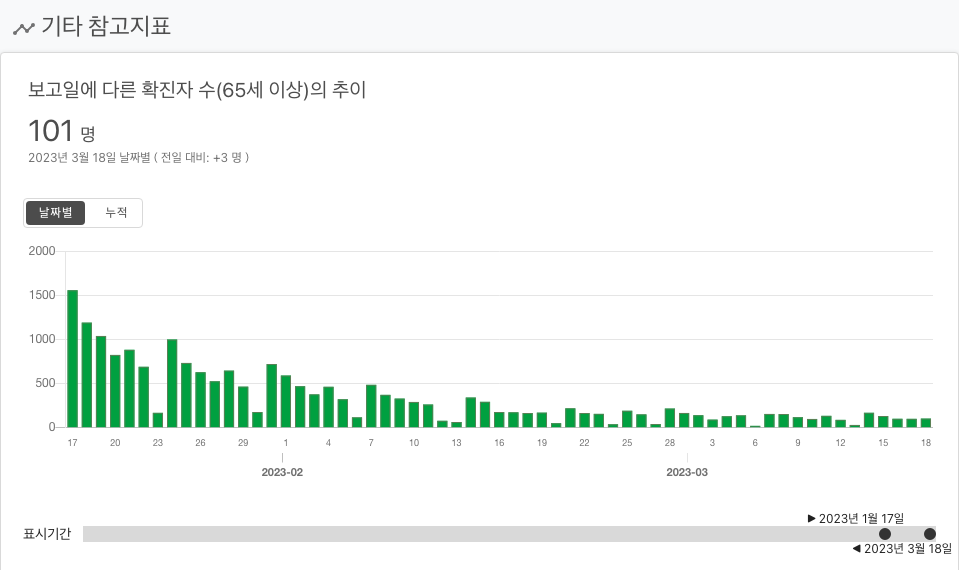 기타 참고지표
보고일에 다른 확진자 수(65세 이상)의 추이
101 명
2023년 3월 18일 날짜별 ( 전일 대비: +3 명 )
날짜별 누적
2000
1500
1000
500
0
17 20 23 26 29 1 4 7 10 13 16 19 22 25 28 3 6 9 12 15 18
2023-02 2023-03
▶ 2023년 1월 17일
표시기간
◀ 2023년 3월 18일